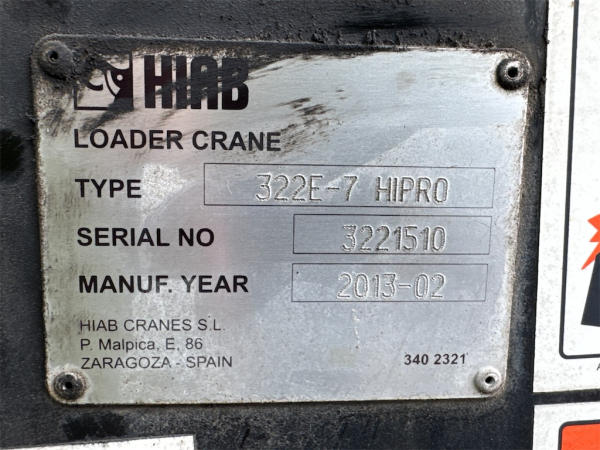 HIAB
LOADER CRANE
TYPE 322E-7 HIPRO
SERIAL NO 3221510
MANUF. YEAR 2013-02
HIAB CRANES S.L.
P. Malpica, E, 86
ZARAGOZA - SPAIN 340 2321